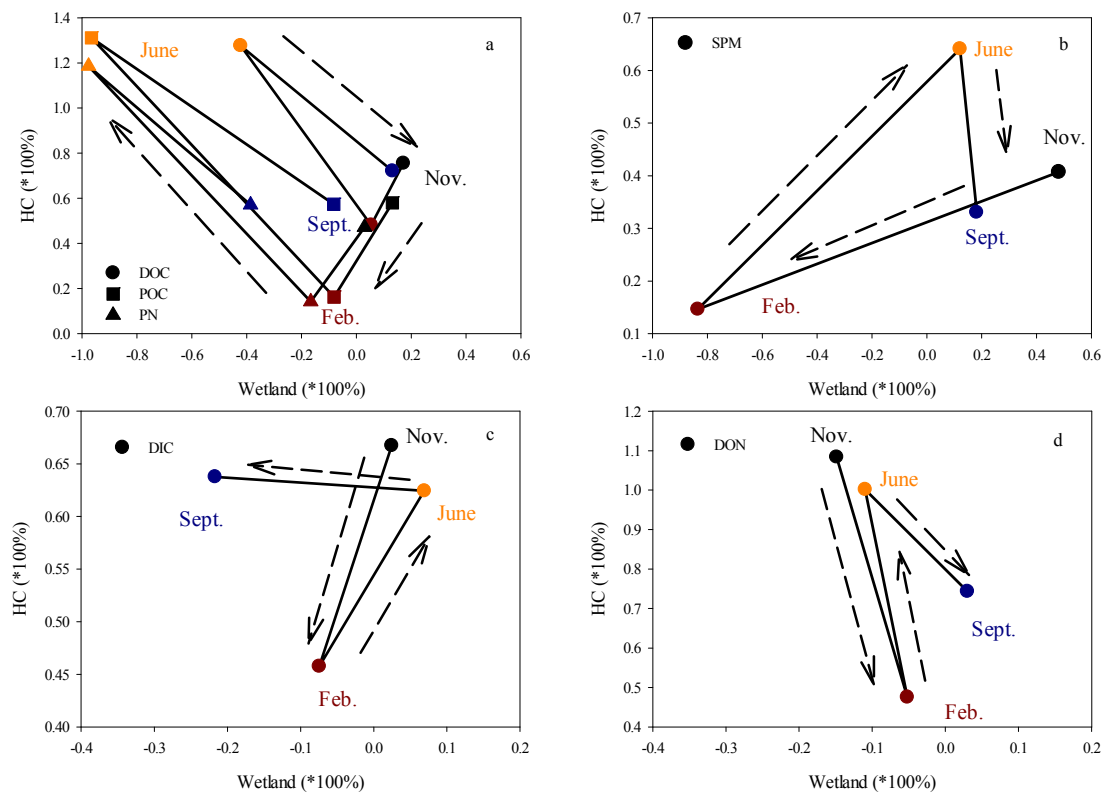 1.4
1.2
1.0
0.8
0.6
0.4
0.2
0.0
HC (*100%)
June
a
Nov.
Sept.
Feb.
DOC
POC
PN
-1.0 -0.8 -0.6 -0.4 -0.2 0.0 0.2 0.4 0.6
Wetland (*100%)
0.7
0.6
0.5
0.4
0.3
0.2
0.1
HC (*100%)
SPM
June
b
Nov.
Sept.
Feb.
-1.0 -0.8 -0.6 -0.4 -0.2 0.0 0.2 0.4 0.6
Wetland (*100%)
0.70
0.65
0.60
0.55
0.50
0.45
0.40
HC (*100%)
DIC
Nov.
c
Sept.
June
Feb.
-0.4 -0.3 -0.2 -0.1 0.0 0.1 0.2
Wetland (*100%)
1.2
1.1
1.0
0.9
0.8
0.7
0.6
0.5
0.4
HC (*100%)
DON
Nov.
d
June
Sept.
Feb.
-0.4 -0.3 -0.2 -0.1 0.0 0.1 0.2
Wetland (*100%)